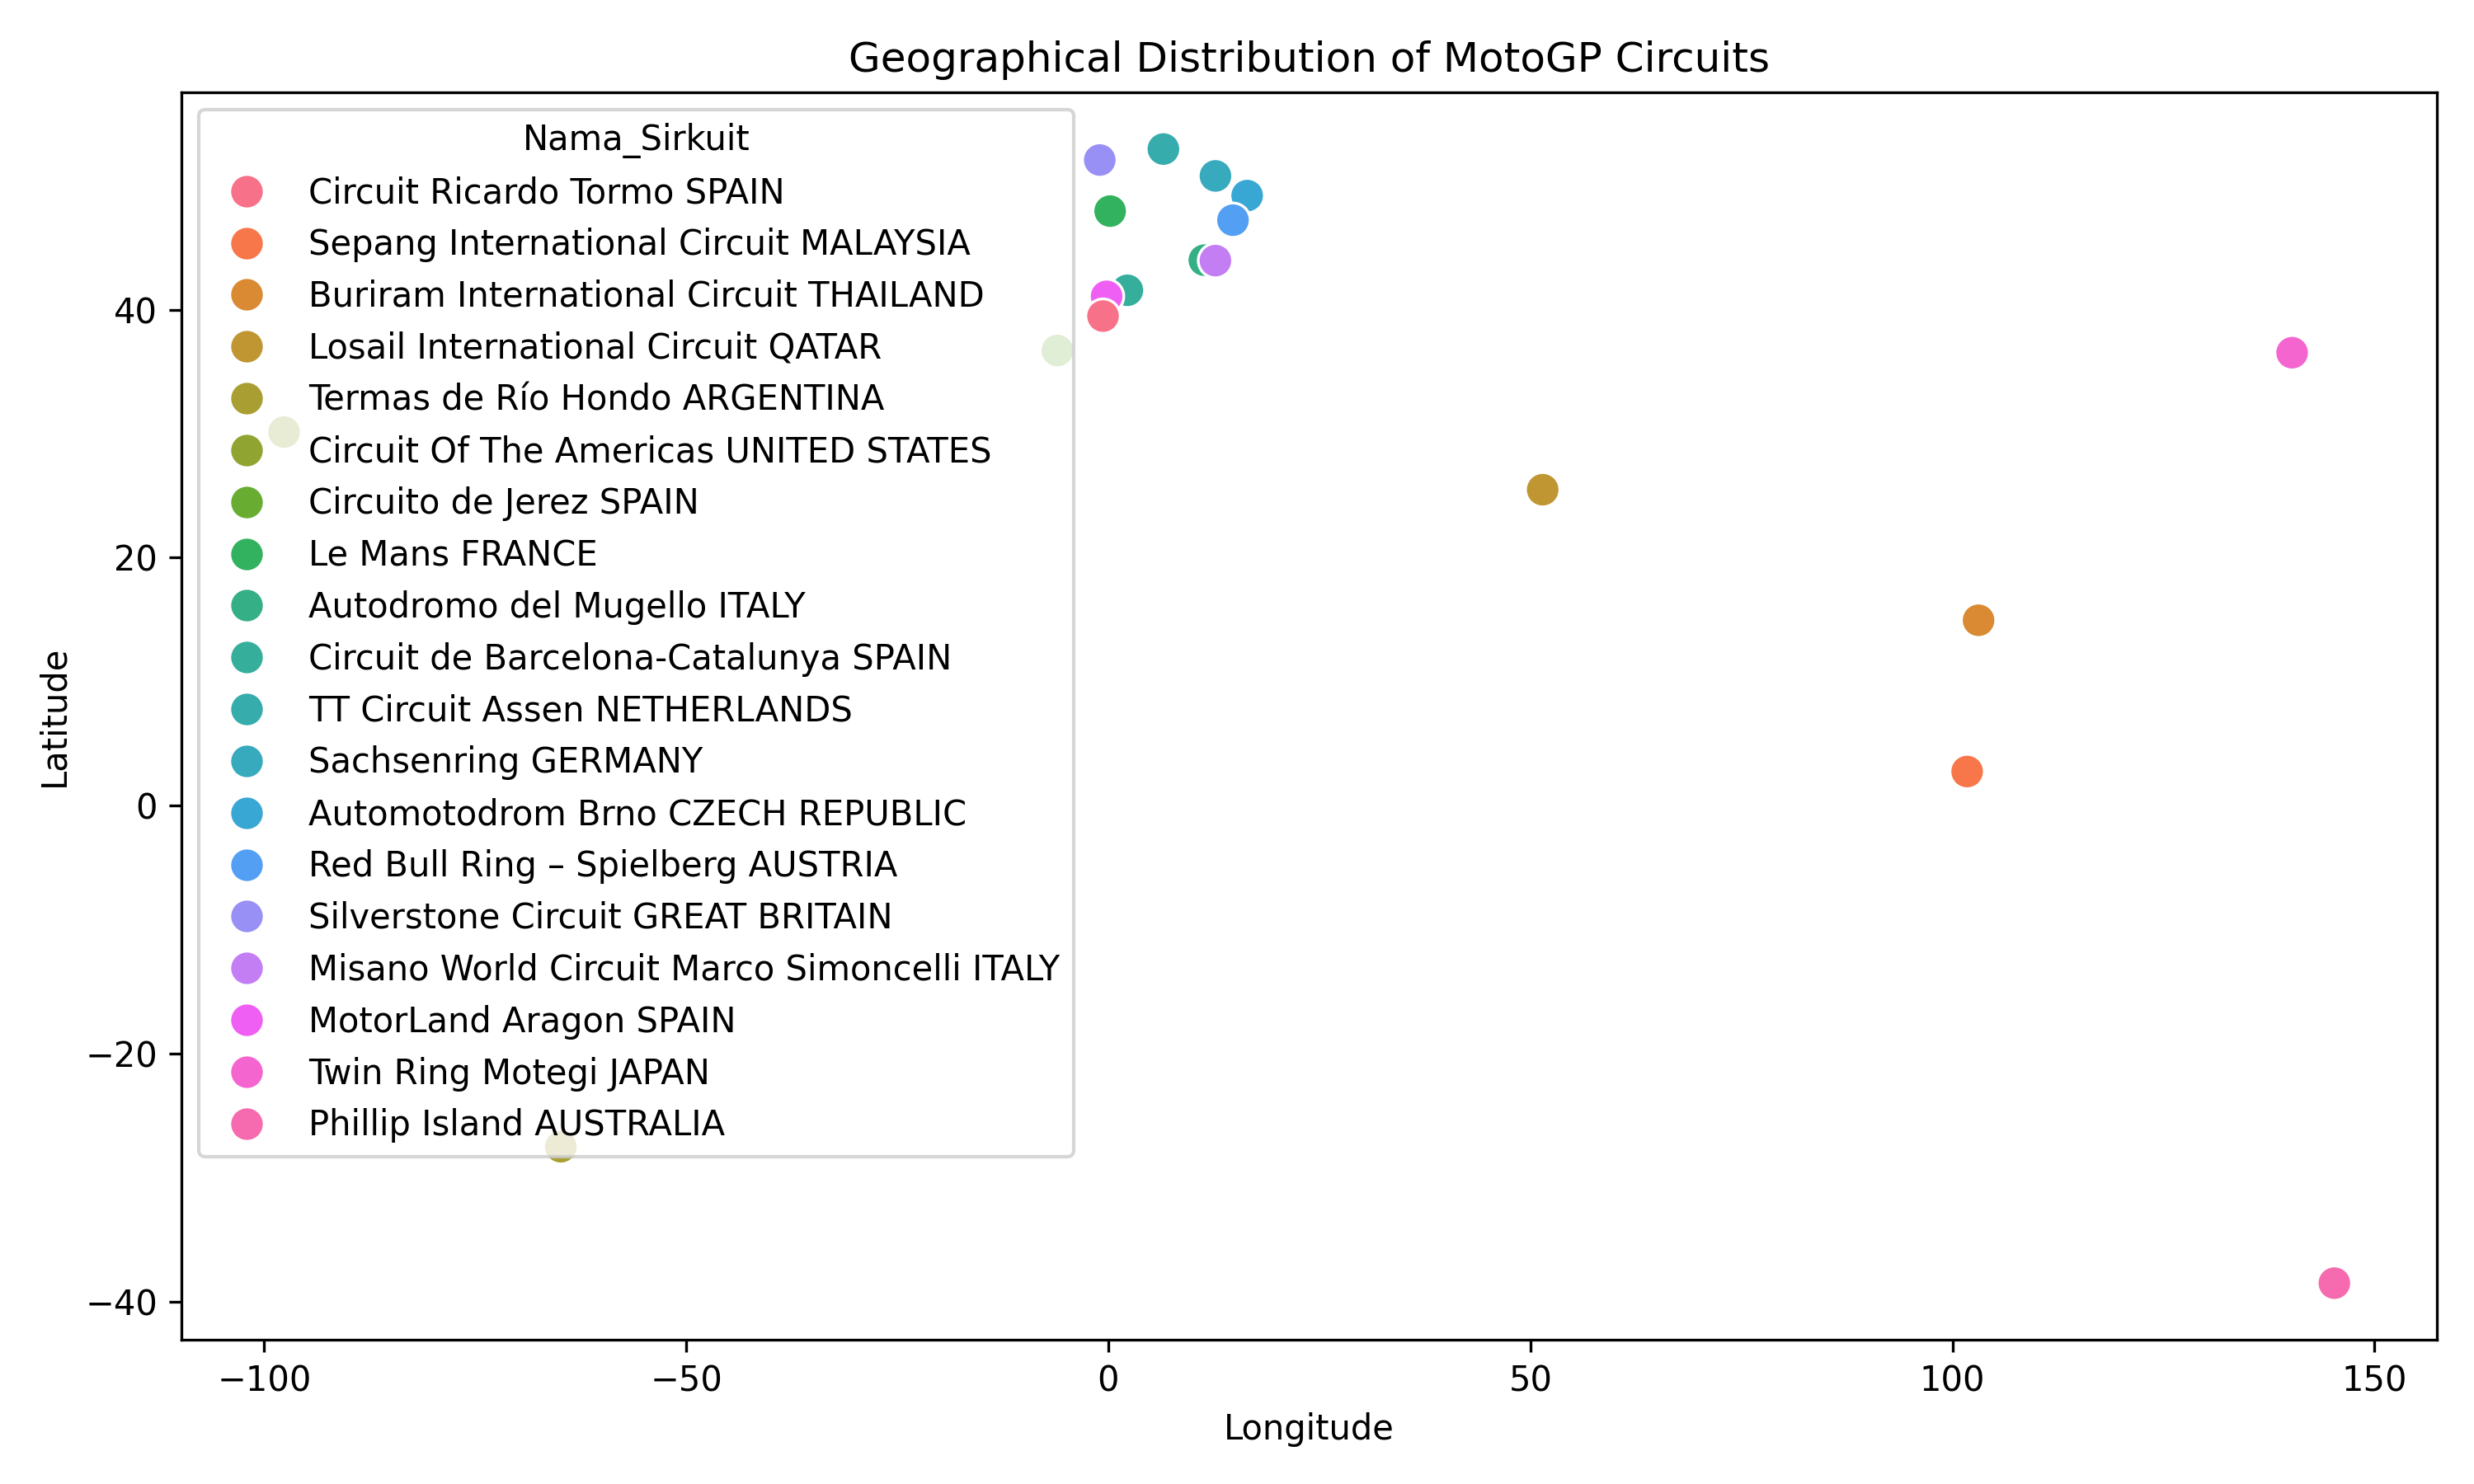 Geographical Distribution of MotoGP Circuits
Nama_Sirkuit
Circuit Ricardo Tormo SPAIN
Sepang International Circuit MALAYSIA
Buriram International Circuit THAILAND
Losail International Circuit QATAR
Termas de Río Hondo ARGENTINA
Circuit Of The Americas UNITED STATES
Circuito de Jerez SPAIN
Le Mans FRANCE
Autodromo del Mugello ITALY
Circuit de Barcelona-Catalunya SPAIN
TT Circuit Assen NETHERLANDS
Sachsenring GERMANY
Automotodrom Brno CZECH REPUBLIC
Red Bull Ring – Spielberg AUSTRIA
Silverstone Circuit GREAT BRITAIN
Misano World Circuit Marco Simoncelli ITALY
MotorLand Aragon SPAIN
Twin Ring Motegi JAPAN
Phillip Island AUSTRALIA
Latitude
40
20
0
−20
−40
−100 −50 0 50 100 150
Longitude